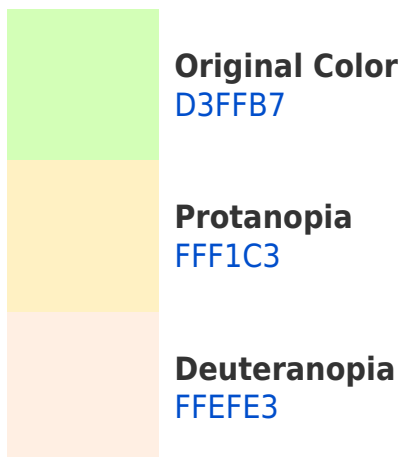 Original Color
D3FFB7
Protanopia
FFF1C3
Deuteranopia
FFEFE3